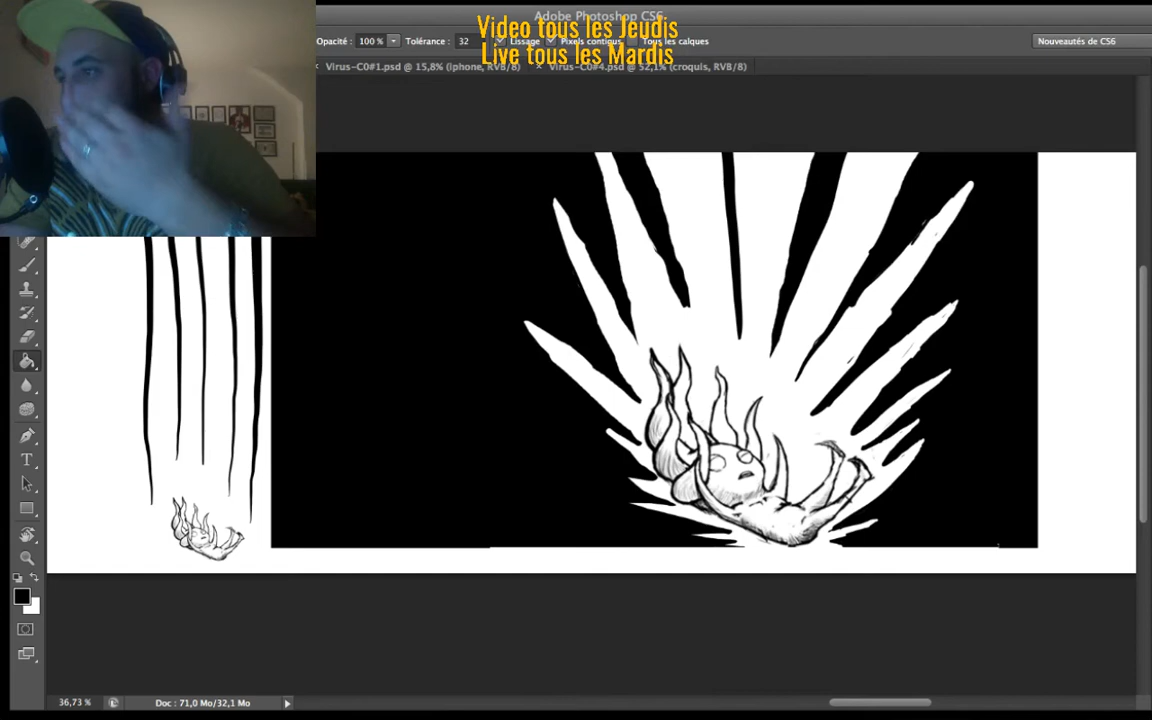 Adobe Photoshop CS6
Video tous les Jeudis
Live tous les Mardis
Opacité : 100 % Tolérance : 32 Lissage Pixels contigus Tous les calques Nouveautés de CS6
Virus-C0#1.psd @ 15,8% (iphone, RVB/8) × Virus-C0#4.psd @ 52,1% (croquis, RVB/8)
T
36,73 % Doc : 71,0 Mo/32,1 Mo